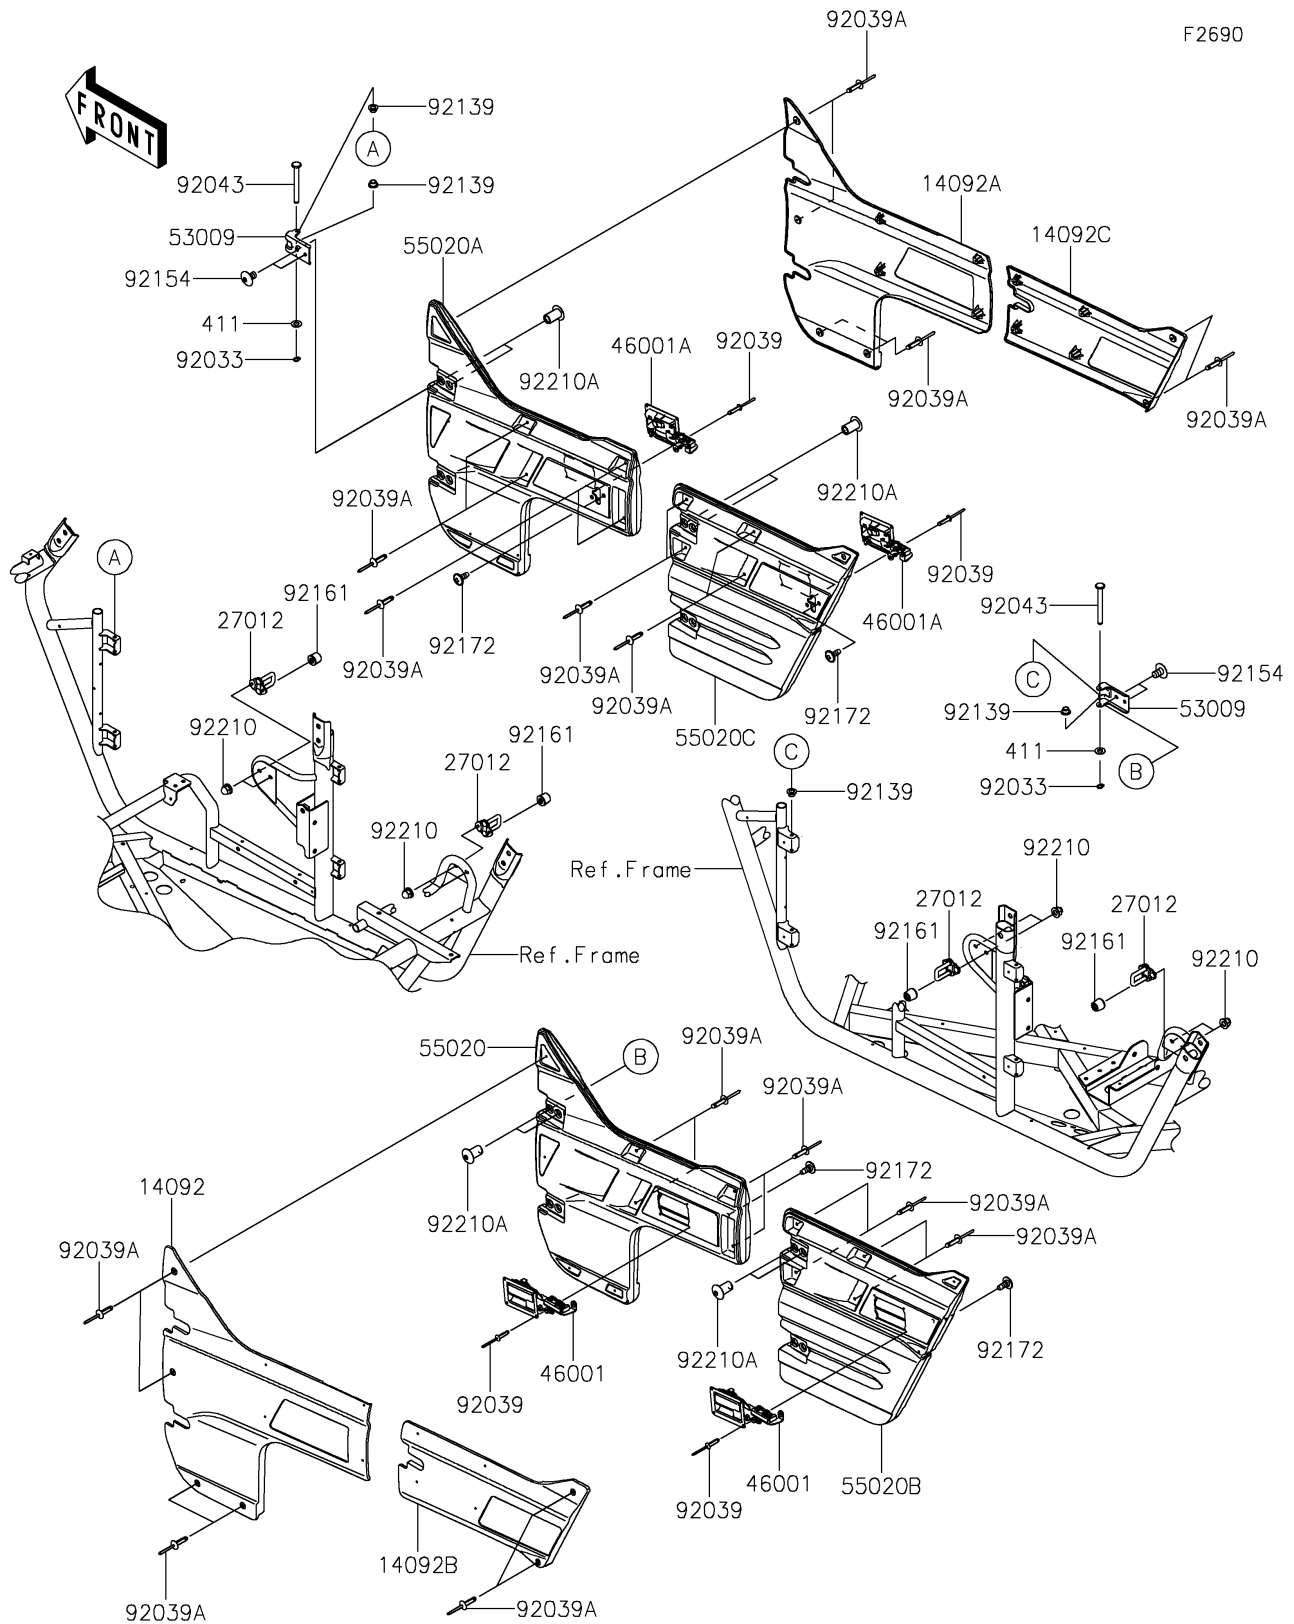 92039A
F2690
FRONT
92139
A
92043
92139
14092A
53009
55020A
14092C
92154
411
46001A
92039
92033
92210A
92039A
92039A
92039A
92210A
A
92161
92039
27012
92043
92172
46001A
92039A
92039A
C
92154
92039A
92172
92139
53009
92210
92161
55020C
C
411
B
27012
92033
92139
92210
Ref.Frame
92210
27012
27012
92161
92161
Ref.Frame
92210
92039A
55020
B
92039A
92172
14092
92210A
92039A
92039A
92039A
46001
92210A
92172
92039
46001
55020B
92039
14092B
92039A
92039A